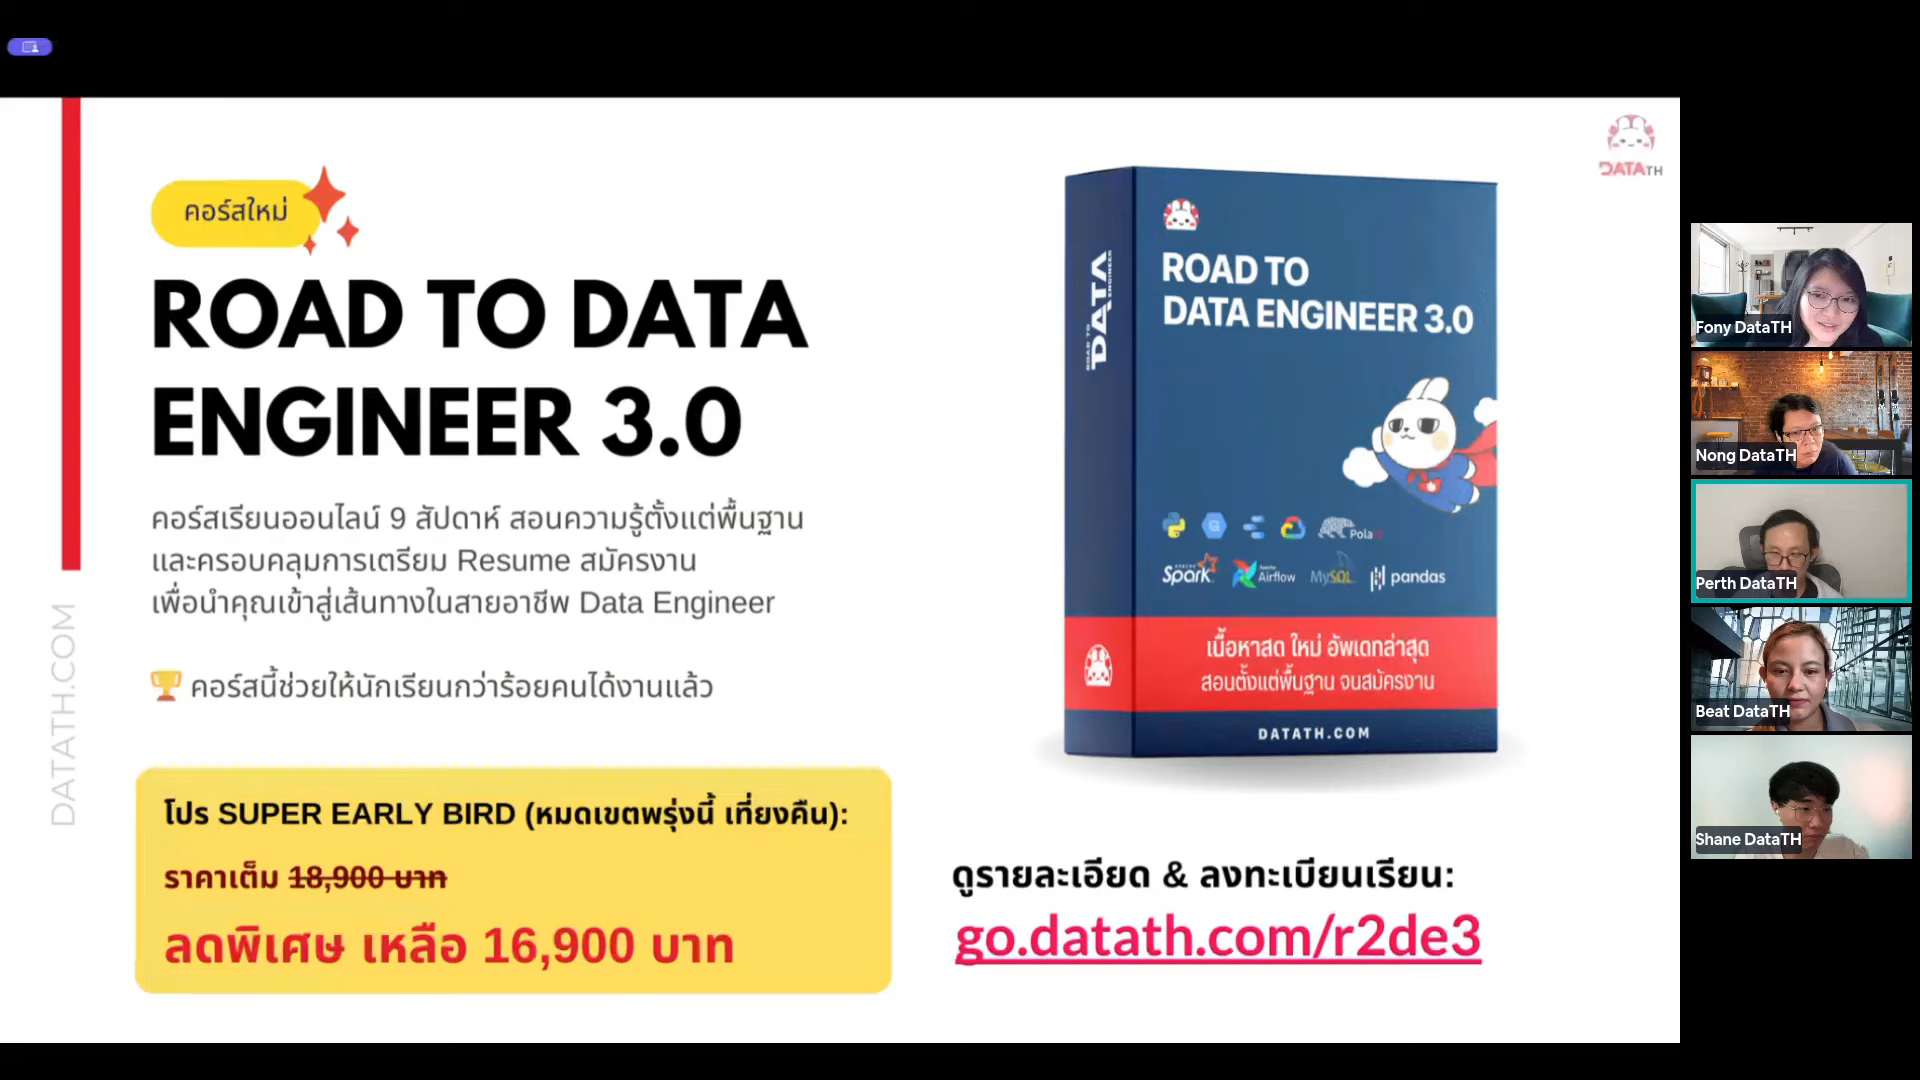 คอร์สใหม่
ROAD TO DATA
ENGINEER 3.0
คอร์สเรียนออนไลน์ 9 สัปดาห์ สอนความรู้ตั้งแต่พื้นฐาน
และครอบคลุมการเตรียม Resume สมัครงาน
เพื่อนำคุณเข้าสู่เส้นทางในสายอาชีพ Data Engineer
คอร์สนี้ช่วยให้นักเรียนกว่าร้อยคนได้งานแล้ว
โปร SUPER EARLY BIRD (หมดเขตพรุ่งนี้ เที่ยงคืน):
ราคาเต็ม 18,900 บาท
ลดพิเศษ เหลือ 16,900 บาท
DATATH.COM
DATATH
ROAD TO
DATA ENGINEER
ROAD TO
DATA ENGINEER 3.0
Pola
APACHE
Spark
Apache
Airflow
MySQL
pandas
เนื้อหาสด ใหม่ อัพเดทล่าสุด
สอนตั้งแต่พื้นฐาน จนสมัครงาน
DATATH.COM
ดูรายละเอียด & ลงทะเบียนเรียน:
go.datath.com/r2de3
Fony DataTH
Nong DataTH
Perth DataTH
Beat DataTH
Shane DataTH